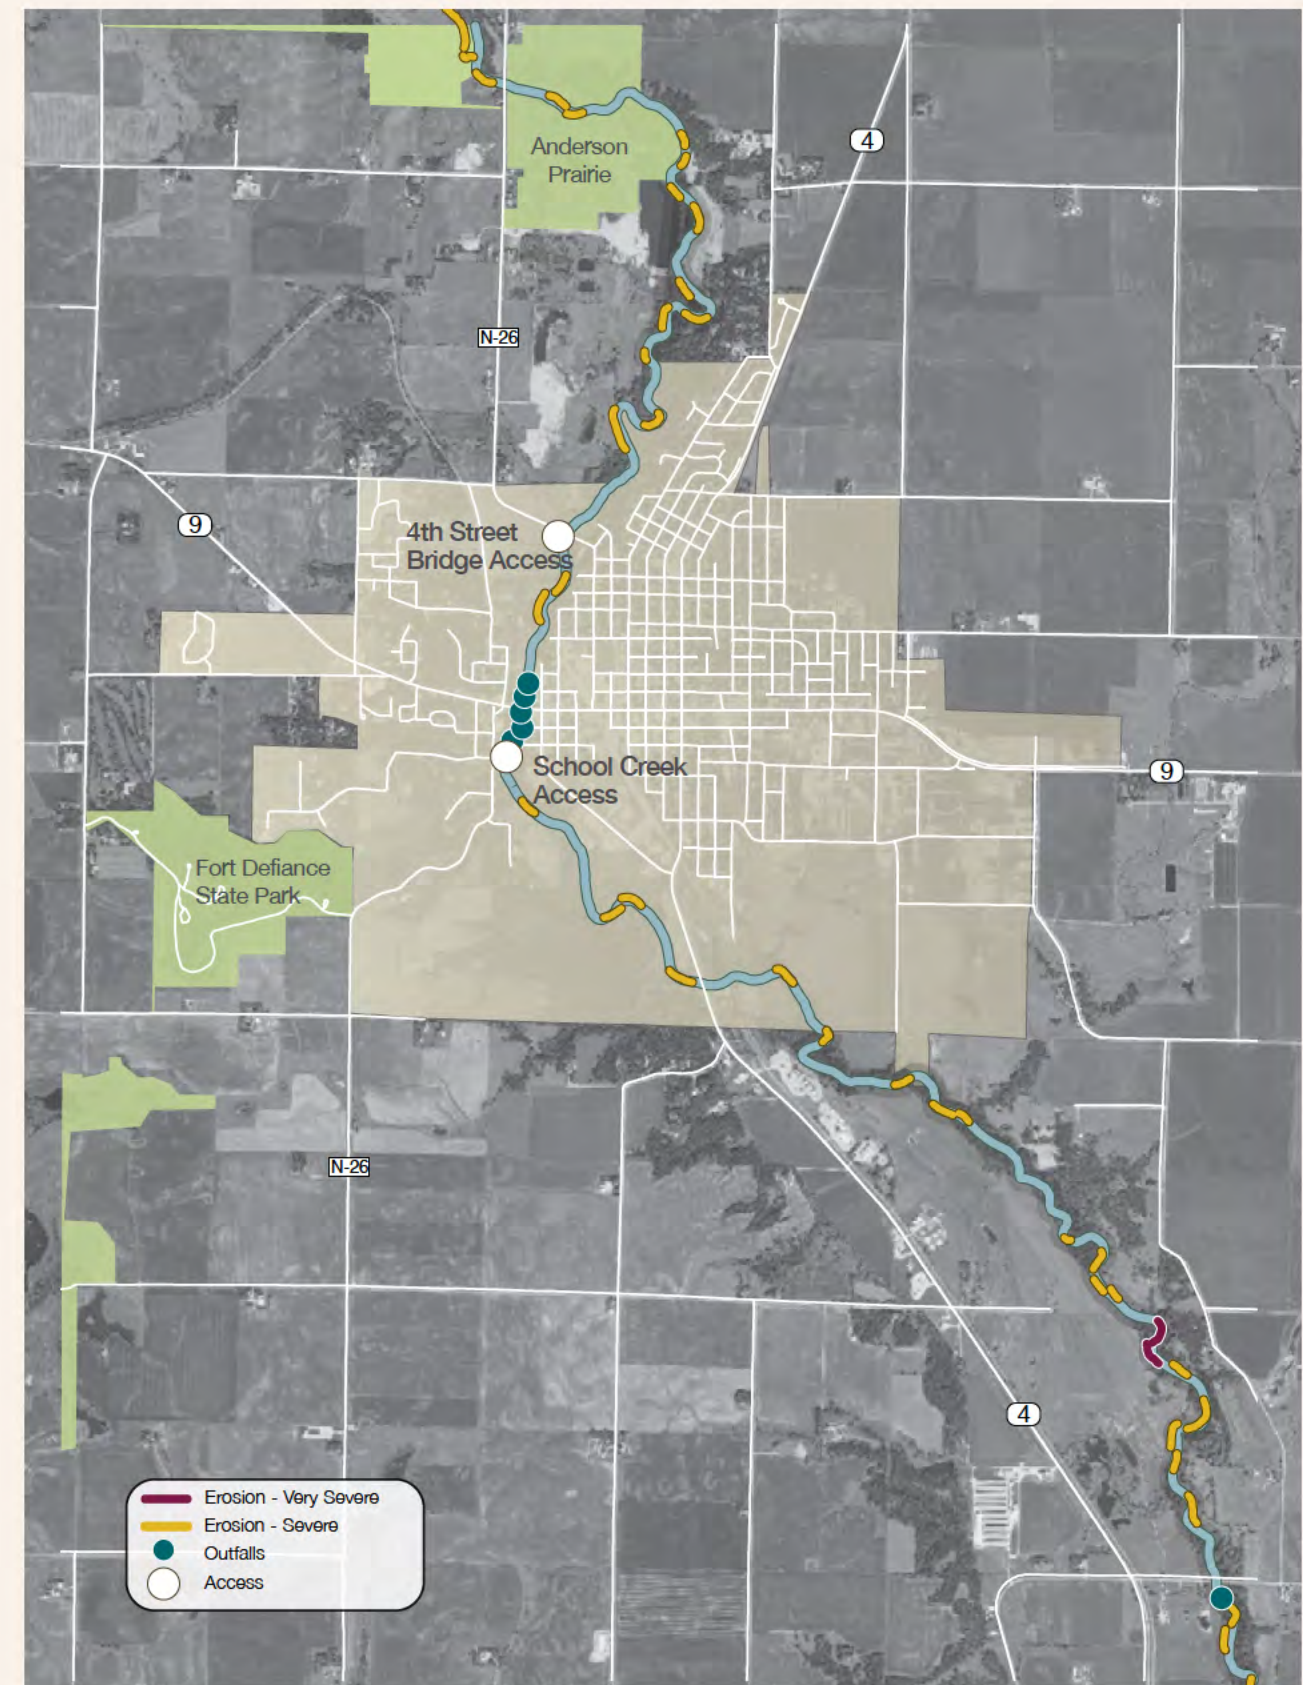 Anderson
Prairie
4
N-26
9
4th Street
Bridge Access
School Creek
Access
9
Fort Defiance
State Park
N-26
4
Erosion - Very Severe
Erosion - Severe
Outfalls
Access